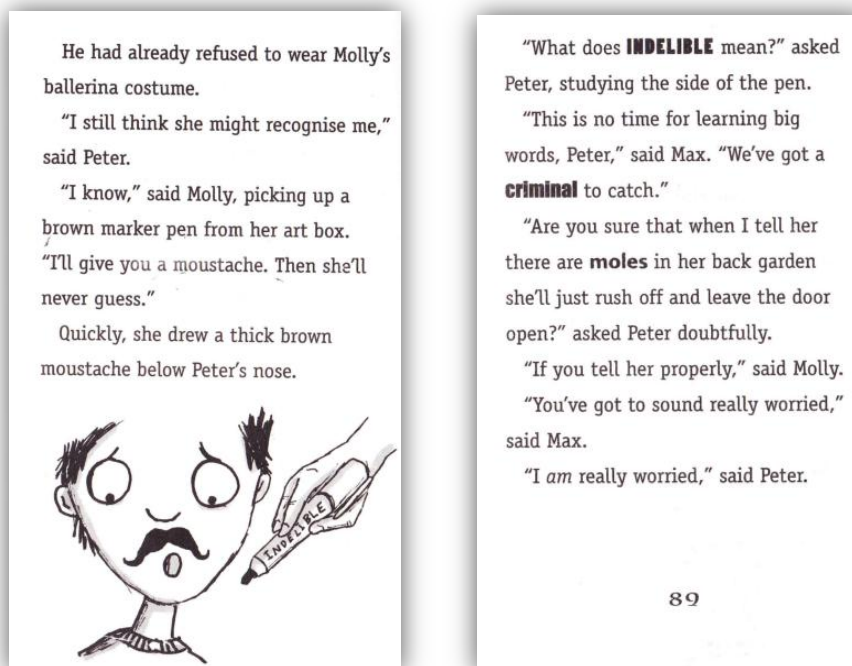 He had already refused to wear Molly's
ballerina costume.
“I still think she might recognise me,”
said Peter.
“I know,” said Molly, picking up a
brown marker pen from her art box.
“I'll give you a moustache. Then she'll
never guess.”
Quickly, she drew a thick brown
moustache below Peter's nose.
INDELIBLE
“What does INDELIBLE mean?” asked
Peter, studying the side of the pen.
“This is no time for learning big
words, Peter,” said Max. “We've got a
criminal to catch.”
“Are you sure that when I tell her
there are moles in her back garden
she'll just rush off and leave the door
open?” asked Peter doubtfully.
“If you tell her properly,” said Molly.
“You've got to sound really worried,”
said Max.
“I am really worried,” said Peter.
89